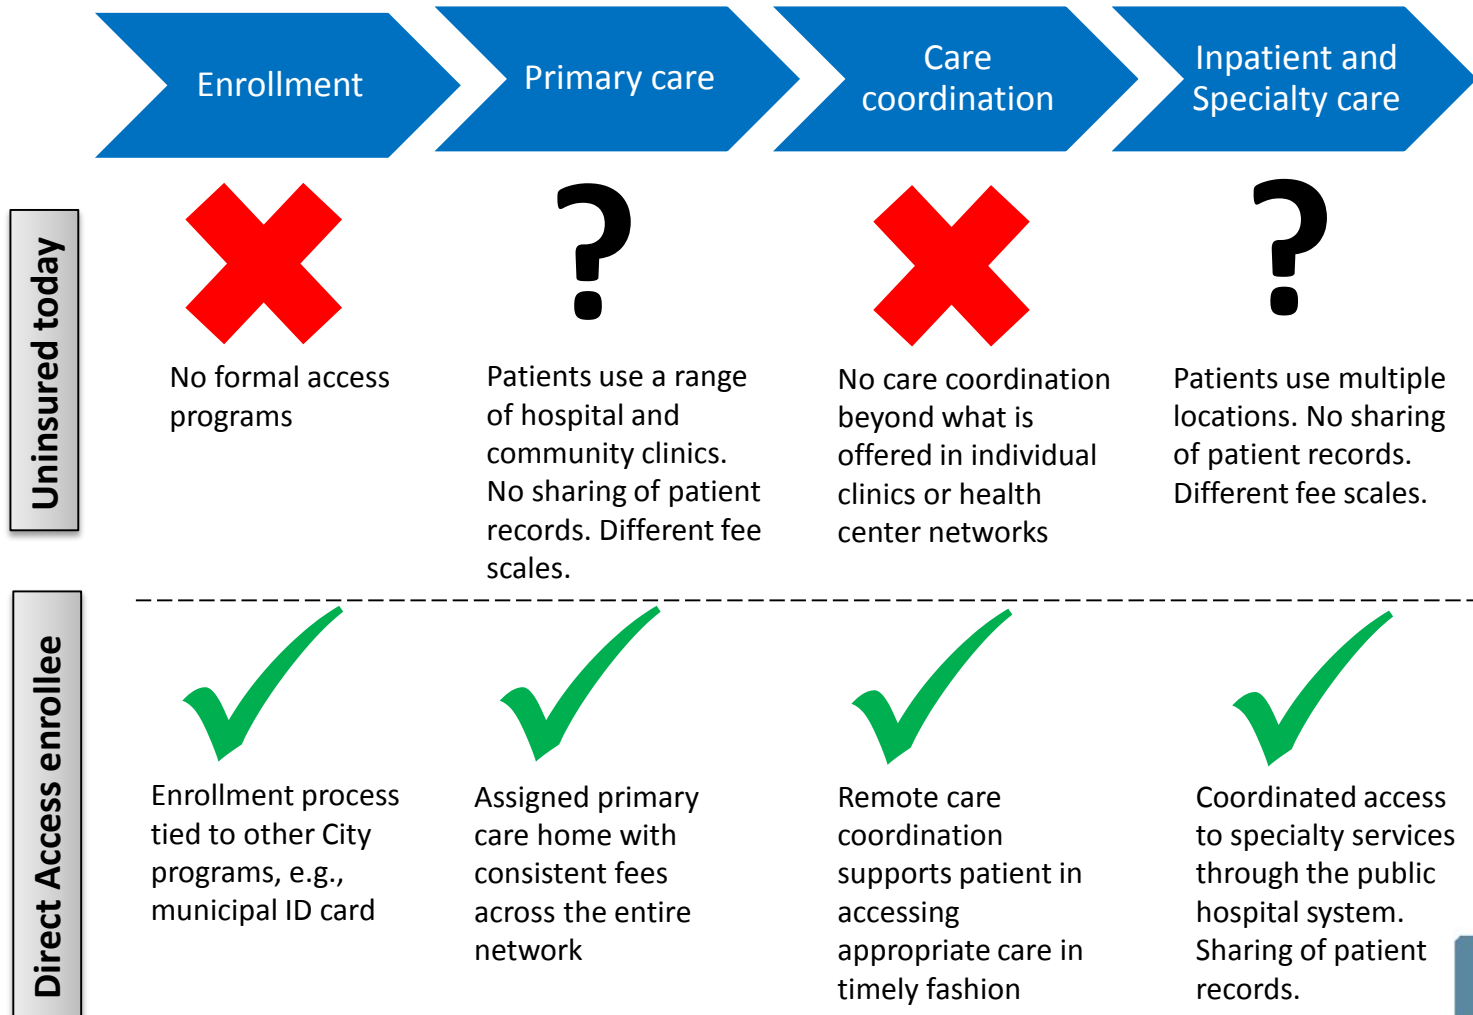 Enrollment
Primary care
Care
coordination
Inpatient and
Specialty care
Uninsured today
?
?
No formal access
programs
Patients use a range
of hospital and
community clinics.
No sharing of patient
records. Different fee
scales.
No care coordination
beyond what is
offered in individual
clinics or health
center networks
Patients use multiple
locations. No sharing
of patient records.
Different fee scales.
Direct Access enrollee
Enrollment process
tied to other City
programs, e.g.,
municipal ID card
Assigned primary
care home with
consistent fees
across the entire
network
Remote care
coordination
supports patient in
accessing
appropriate care in
timely fashion
Coordinated access
to specialty services
through the public
hospital system.
Sharing of patient
records.